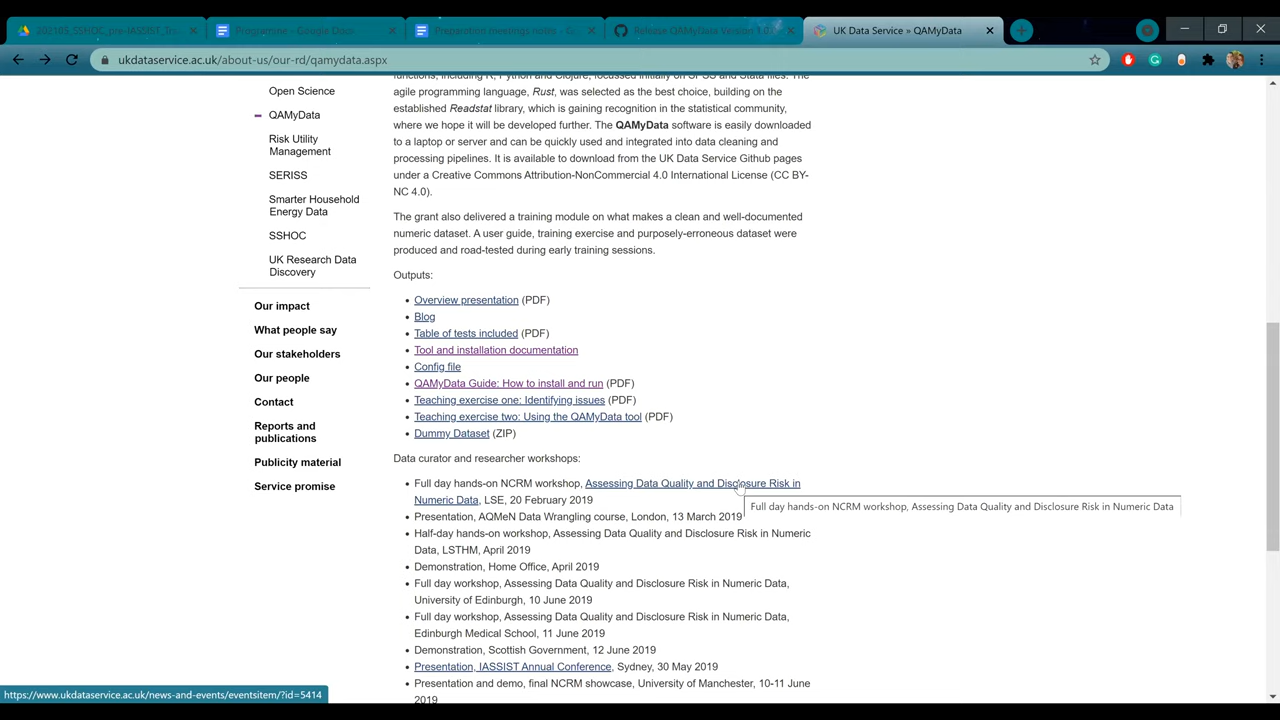 202105_SSHOC_pre-IASSIST_Tra
Programme - Google Docs
Preparation meetings notes - G
Release QAMyData Version 1.0
UK Data Service » QAMyData
ukdataservice.ac.uk/about-us/our-rd/qamydata.aspx
functions, including R, Python and Clojure, focussed initially on SPSS and Stata files. The
agile programming language, Rust, was selected as the best choice, building on the
established Readstat library, which is gaining recognition in the statistical community,
where we hope it will be developed further. The QAMyData software is easily downloaded
to a laptop or server and can be quickly used and integrated into data cleaning and
processing pipelines. It is available to download from the UK Data Service Github pages
under a Creative Commons Attribution-NonCommercial 4.0 International License (CC BY-
NC 4.0).
The grant also delivered a training module on what makes a clean and well-documented
numeric dataset. A user guide, training exercise and purposely-erroneous dataset were
produced and road-tested during early training sessions.
Outputs:
Overview presentation (PDF)
Blog
Table of tests included (PDF)
Tool and installation documentation
Config file
QAMyData Guide: How to install and run (PDF)
Teaching exercise one: Identifying issues (PDF)
Teaching exercise two: Using the QAMyData tool (PDF)
Dummy Dataset (ZIP)
Data curator and researcher workshops:
Full day hands-on NCRM workshop, Assessing Data Quality and Disclosure Risk in
Numeric Data, LSE, 20 February 2019
Presentation, AQMeN Data Wrangling course, London, 13 March 2019
Half-day hands-on workshop, Assessing Data Quality and Disclosure Risk in Numeric
Data, LSTHM, April 2019
Demonstration, Home Office, April 2019
Full day workshop, Assessing Data Quality and Disclosure Risk in Numeric Data,
University of Edinburgh, 10 June 2019
Full day workshop, Assessing Data Quality and Disclosure Risk in Numeric Data,
Edinburgh Medical School, 11 June 2019
Demonstration, Scottish Government, 12 June 2019
Presentation, IASSIST Annual Conference, Sydney, 30 May 2019
Presentation and demo, final NCRM showcase, University of Manchester, 10-11 June
2019
Full day hands-on NCRM workshop, Assessing Data Quality and Disclosure Risk in Numeric Data
Open Science
QAMyData
Risk Utility
Management
SERISS
Smarter Household
Energy Data
SSHOC
UK Research Data
Discovery
Our impact
What people say
Our stakeholders
Our people
Contact
Reports and
publications
Publicity material
Service promise
https://www.ukdataservice.ac.uk/news-and-events/eventsitem/?id=5414